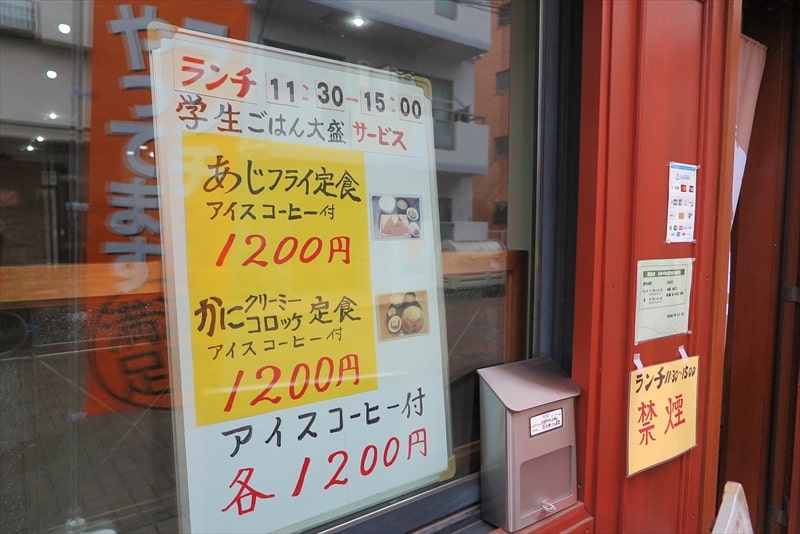 やってます
満足
ランチ 11:30-15:00
学生ごはん大盛サービス
あじフライ定食
アイスコーヒー付
1200円
かにクリーミーコロッケ定食
アイスコーヒー付
1200円
アイスコーヒー付
各1200円
ランチ11:30~15:00
禁煙